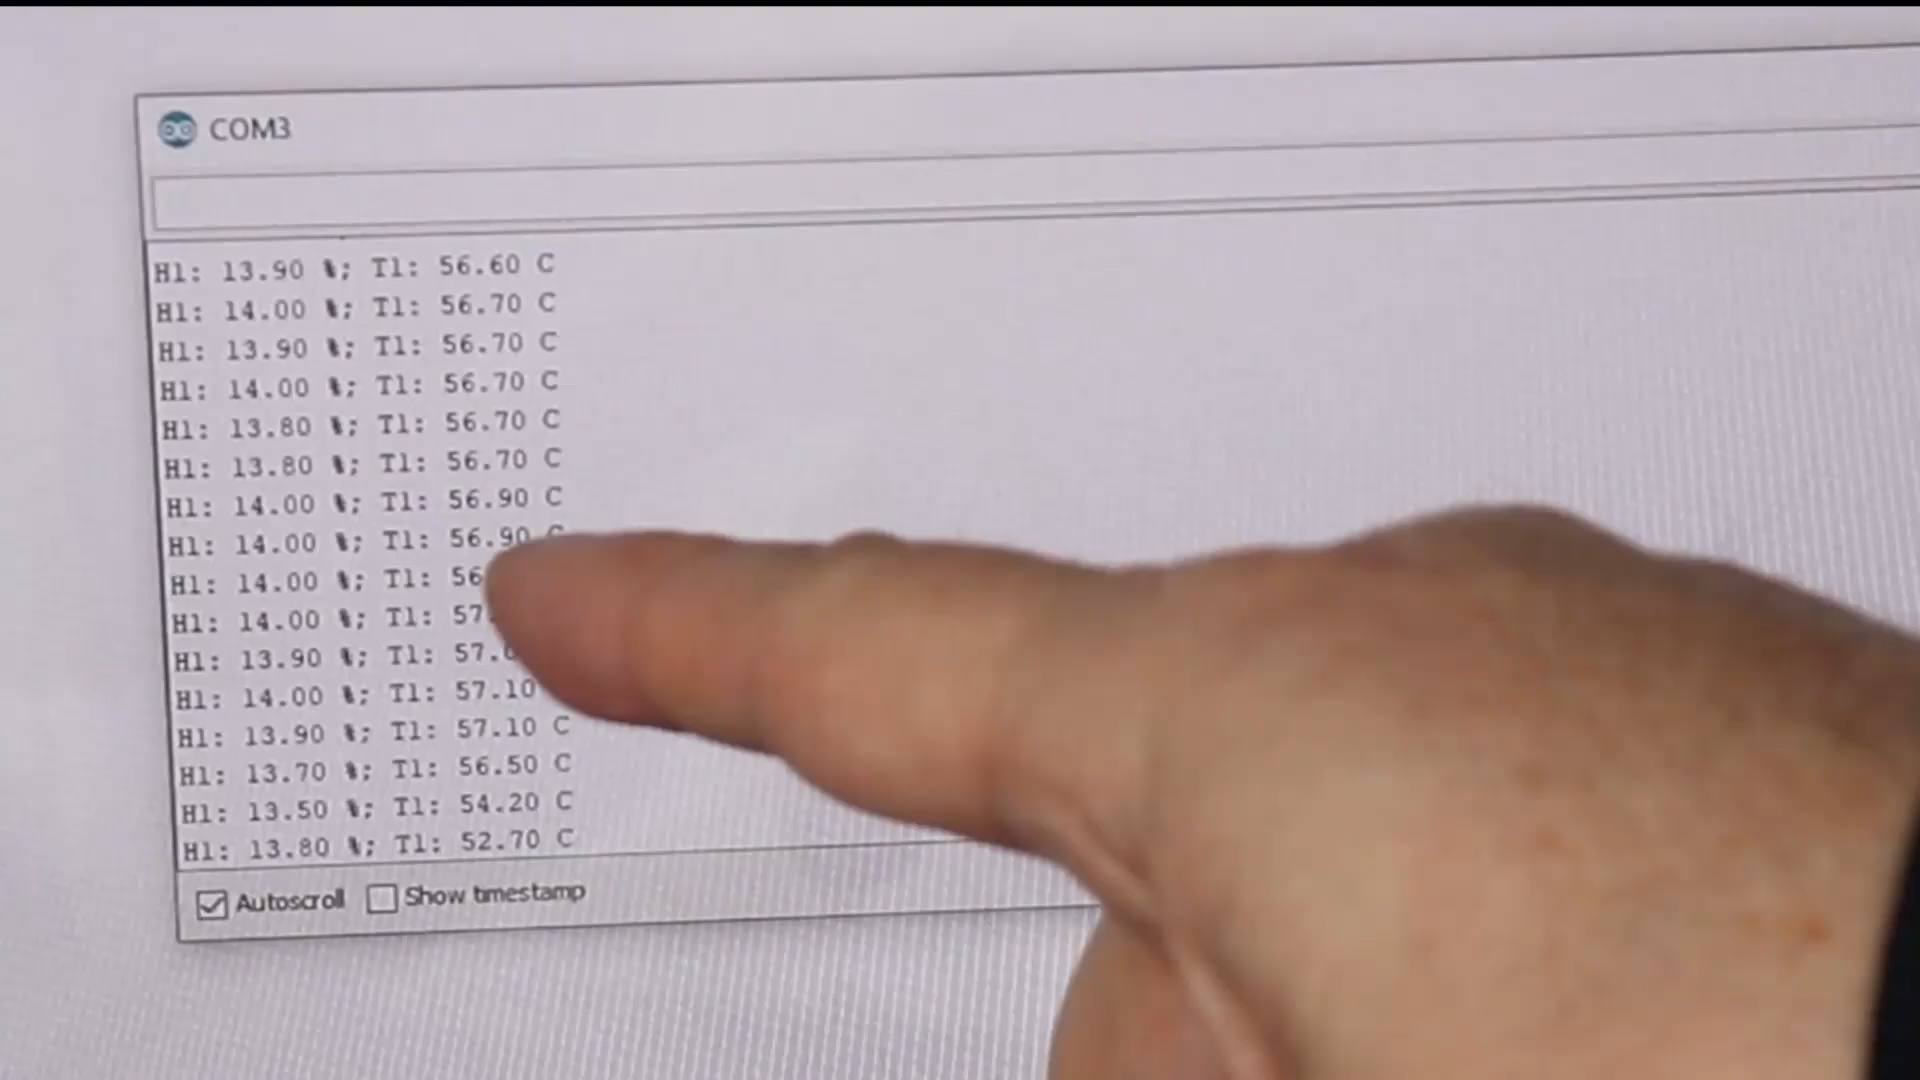 COM3
H1: 13.90 %; T1: 56.60 C
H1: 14.00 %; T1: 56.70 C
H1: 13.90 %; T1: 56.70 C
H1: 14.00 %; T1: 56.70 C
H1: 13.80 %; T1: 56.70 C
H1: 13.80 %; T1: 56.70 C
H1: 14.00 %; T1: 56.90 C
H1: 14.00 %; T1: 56.90 C
H1: 14.00 %; T1: 56
H1: 14.00 %; T1: 57.
H1: 13.90 %; T1: 57.
H1: 14.00 %; T1: 57.10
H1: 13.90 %; T1: 57.10 C
H1: 13.70 %; T1: 56.50 C
H1: 13.50 %; T1: 54.20 C
H1: 13.80 %; T1: 52.70 C
Autoscroll Show timestamp